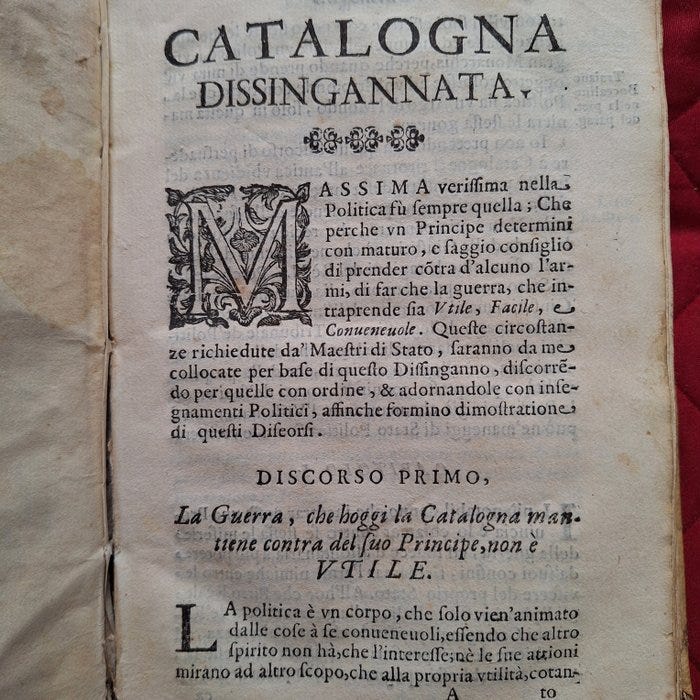 CATALOGNA
DISSINGANNATA,
MASSIMA verissima nella
Politica fù sempre quella; Che
perche vn Principe determini
con maturo, e saggio consiglio
di prender cõtra d'alcuno l'ar-
mi, di far che la guerra, che in-
traprende sia Vtile, Facile, e
Conueneuole. Queste circostan-
ze richiedute da' Maestri di Stato, saranno da me
collocate per base di questo Dissinganno, discorrẽ-
do per quelle con ordine, & adornandole con inse-
gnamenti Politici, affinche formino dimostratione
di questi Discorsi.
DISCORSO PRIMO,
La Guerra, che hoggi la Catalogna man-
tiene contra del suo Principe, non è
VTILE.
LA politica è vn corpo, che solo vien'animato
dalle cose à se conueneuoli, essendo che altro
spirito non hà, che l'interesse; nè le sue attioni
mirano ad altro scopo, che alla propria vtilità, cotan-
A to